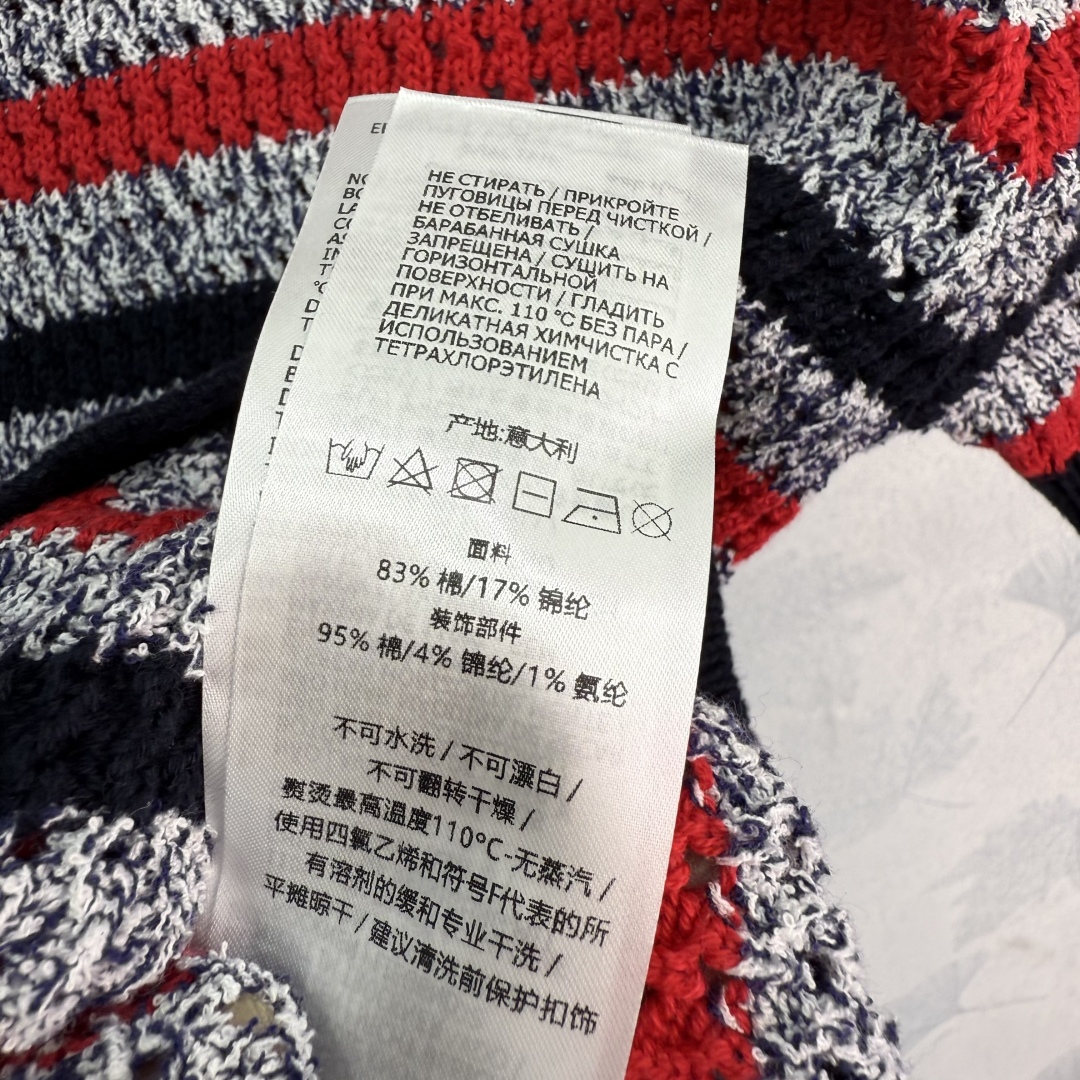 НЕ СТИРАТЬ / ПРИКРОЙТЕ
ПУГОВИЦЫ ПЕРЕД ЧИСТКОЙ /
НЕ ОТБЕЛИВАТЬ /
БАРАБАННАЯ СУШКА
ЗАПРЕЩЕНА / СУШИТЬ НА
ГОРИЗОНТАЛЬНОЙ
ПОВЕРХНОСТИ / ГЛАДИТЬ
ПРИ МАКС. 110 °C БЕЗ ПАРА /
ДЕЛИКАТНАЯ ХИМЧИСТКА С
ИСПОЛЬЗОВАНИЕМ
ТЕТРАХЛОРЭТИЛЕНА
产地:意大利
面料
83% 棉/17% 锦纶
装饰部件
95% 棉/4% 锦纶/1% 氨纶
不可水洗 / 不可漂白 /
不可翻转干燥 /
熨烫最高温度110°C-无蒸汽 /
使用四氯乙烯和符号F代表的所
有溶剂的缓和专业干洗 /
平摊晾干 / 建议清洗前保护扣饰